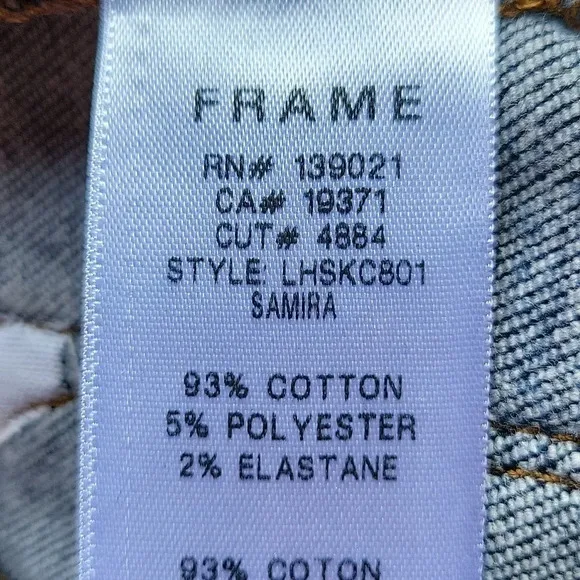 FRAME
RN# 139021
CA# 19371
CUT# 4884
STYLE: LHSKC801
SAMIRA
93% COTTON
5% POLYESTER
2% ELASTANE
93% COTON